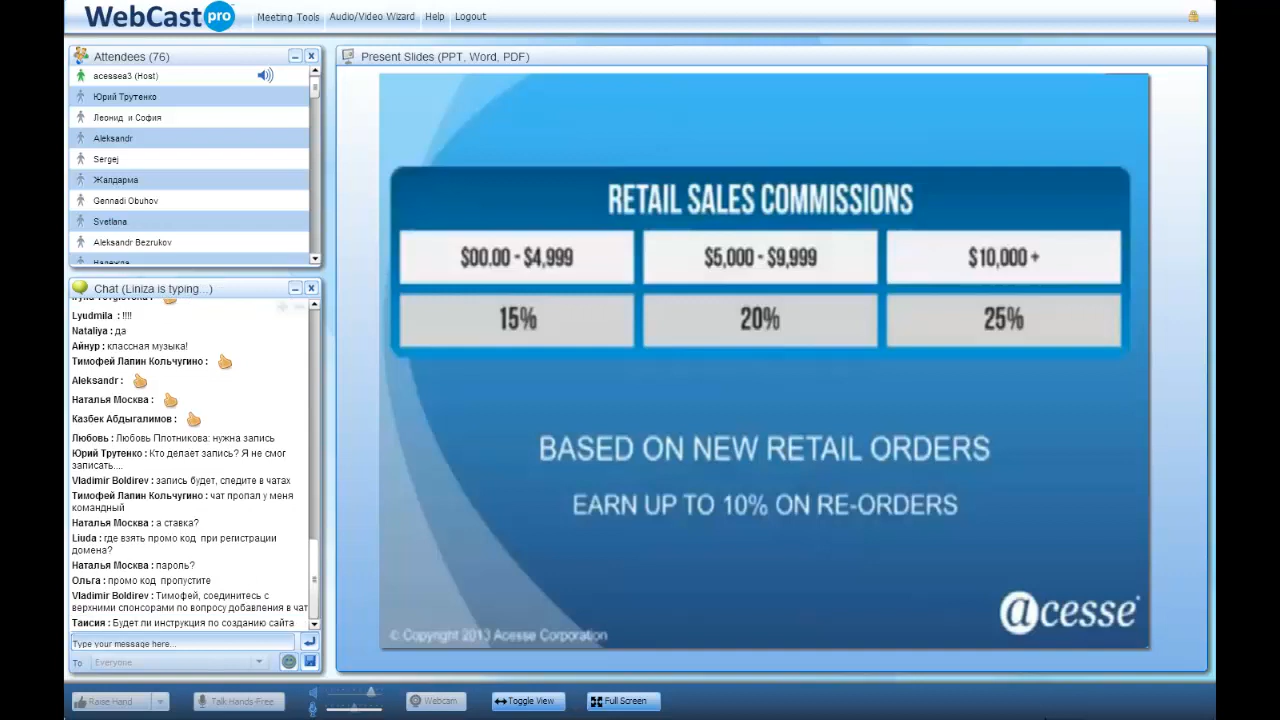 WebCast pro
Meeting Tools Audio/Video Wizard Help Logout
Attendees (76)
acessea3 (Host)
Юрий Трутенко
Леонид и София
Aleksandr
Sergej
Жалдарма
Gennadi Obuhov
Svetlana
Aleksandr Bezrukov
Надежда
Chat (Liniza is typing...)
Lyudmila : !!!!
Nataliya : да
Айнур : классная музыка!
Тимофей Лапин Кольчугино :
Aleksandr :
Наталья Москва :
Казбек Абдыгалимов :
Любовь : Любовь Плотникова: нужна запись
Юрий Трутенко : Кто делает запись? Я не смог
записать....
Vladimir Boldirev : запись будет, следите в чатах
Тимофей Лапин Кольчугино : чат пропал у меня
командный
Наталья Москва : а ставка?
Liuda : где взять промо код при регистрации
домена?
Наталья Москва : пароль?
Ольга : промо код пропустите
Vladimir Boldirev : Тимофей, соединитесь с
верхними спонсорами по вопросу добавления в чат
Таисия : Будет ли инструкция по созданию сайта
Type your message here...
To Everyone
Present Slides (PPT, Word, PDF)
RETAIL SALES COMMISSIONS
$00.00 - $4,999 $5,000 - $9,999 $10,000 +
15% 20% 25%
BASED ON NEW RETAIL ORDERS
EARN UP TO 10% ON RE-ORDERS
@cesse
© Copyright 2013 Acesse Corporation
Raise Hand Talk Hands-Free Webcam Toggle View Full Screen